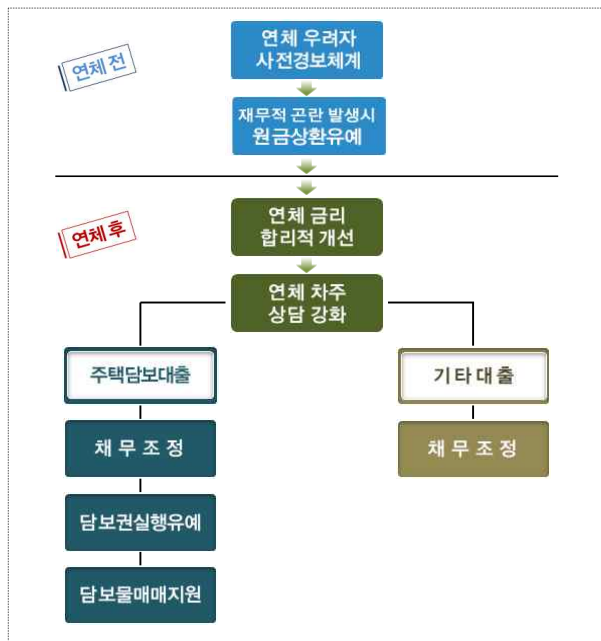 연체 전
연체 우려자
사전경보체계
재무적 곤란 발생시
원금상환유예
연체 후
연체 금리
합리적 개선
연체 차주
상담 강화
주택담보대출
기타대출
채무조정
채무조정
담보권실행유예
담보물매매지원